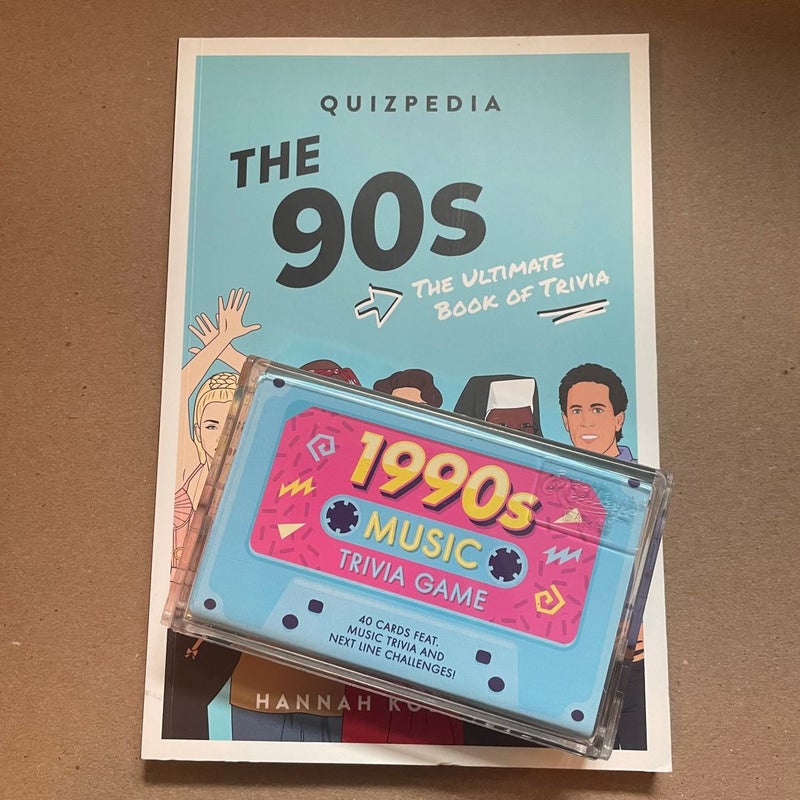 QUIZPEDIA
THE
90s
THE ULTIMATE
BOOK OF TRIVIA
1990s
MUSIC
TRIVIA GAME
40 CARDS FEAT.
MUSIC TRIVIA AND
NEXT LINE CHALLENGES!
HANNAH